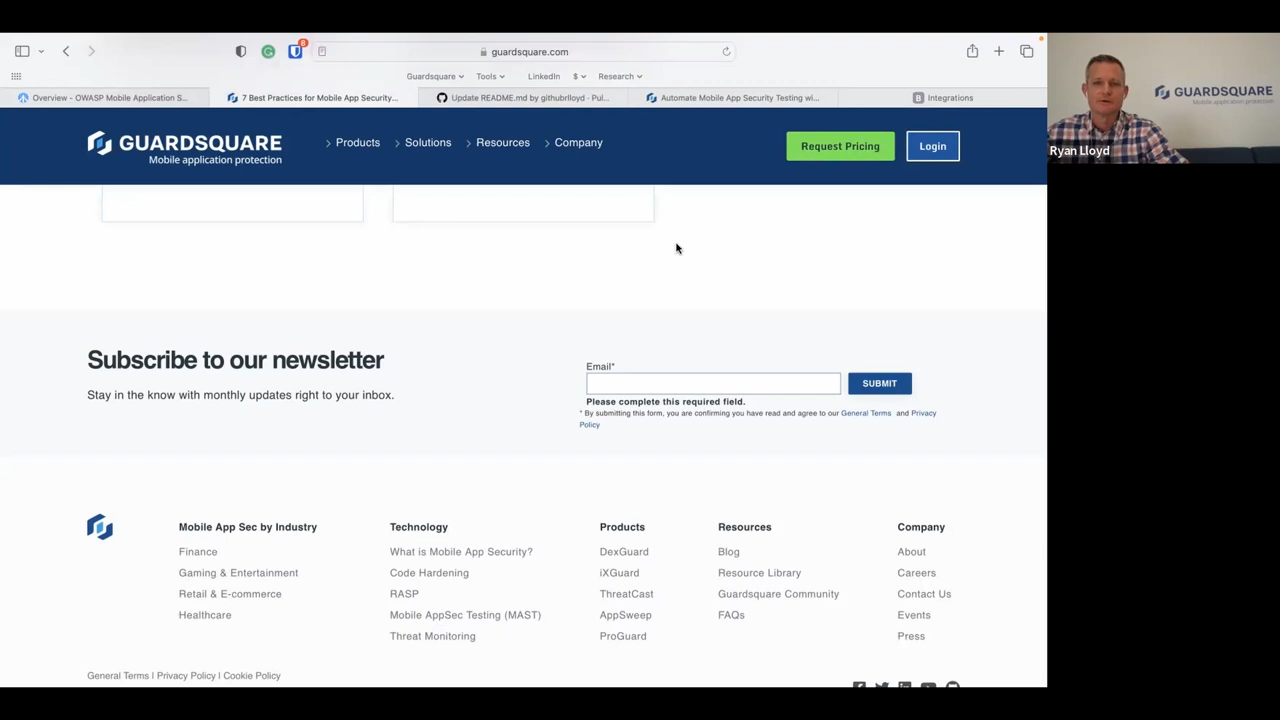 guardsquare.com
Guardsquare Tools LinkedIn $ Research
Overview - OWASP Mobile Application S...
7 Best Practices for Mobile App Security...
Update README.md by githubrlloyd · Pul...
Automate Mobile App Security Testing wi...
B Integrations
8
GUARDSQUARE
Mobile application protection
Products
Solutions
Resources
Company
Request Pricing
Login
GUARDSQUARE
Mobile application protection
Ryan Lloyd
Subscribe to our newsletter
Stay in the know with monthly updates right to your inbox.
Email*
SUBMIT
Please complete this required field.
* By submitting this form, you are confirming you have read and agree to our General Terms and Privacy
Policy
Mobile App Sec by Industry
Finance
Gaming & Entertainment
Retail & E-commerce
Healthcare
Technology
What is Mobile App Security?
Code Hardening
RASP
Mobile AppSec Testing (MAST)
Threat Monitoring
Products
DexGuard
iXGuard
ThreatCast
AppSweep
ProGuard
Resources
Blog
Resource Library
Guardsquare Community
FAQs
Company
About
Careers
Contact Us
Events
Press
General Terms | Privacy Policy | Cookie Policy